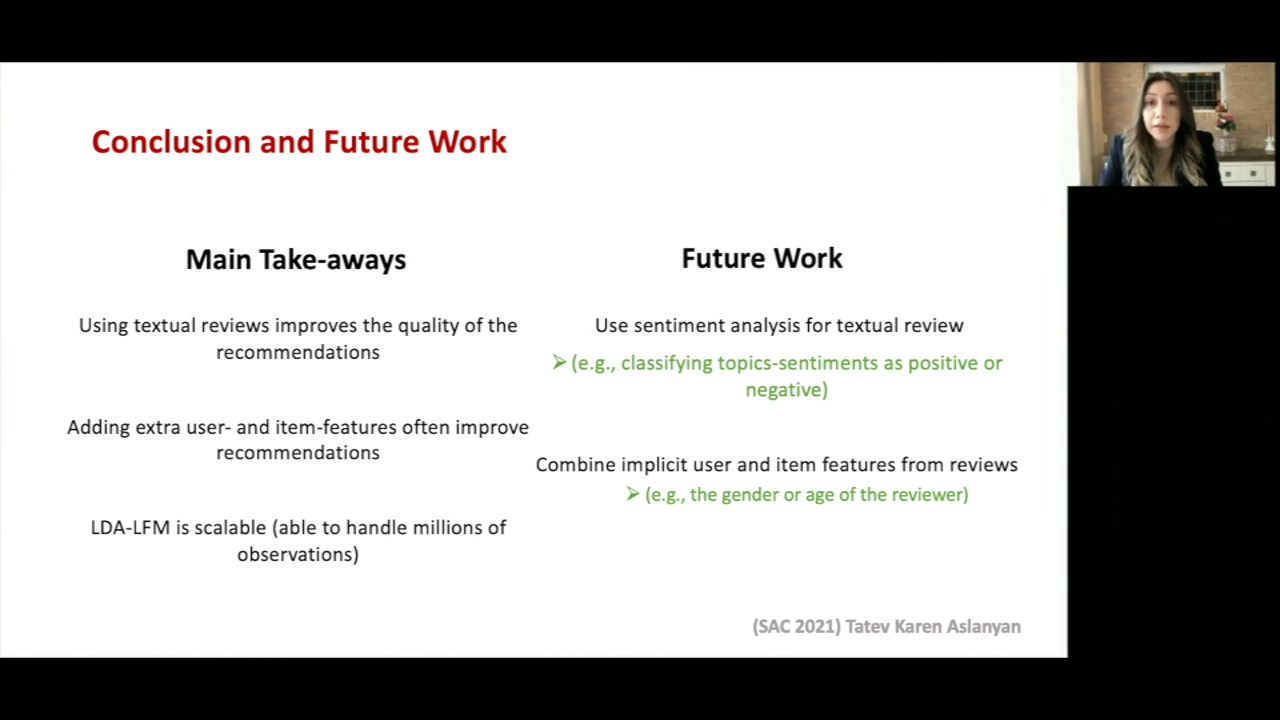 Conclusion and Future Work
Main Take-aways
Using textual reviews improves the quality of the
recommendations
Adding extra user- and item-features often improve
recommendations
LDA-LFM is scalable (able to handle millions of
observations)
Future Work
Use sentiment analysis for textual review
➢ (e.g., classifying topics-sentiments as positive or
negative)
Combine implicit user and item features from reviews
➢ (e.g., the gender or age of the reviewer)
(SAC 2021) Tatev Karen Aslanyan